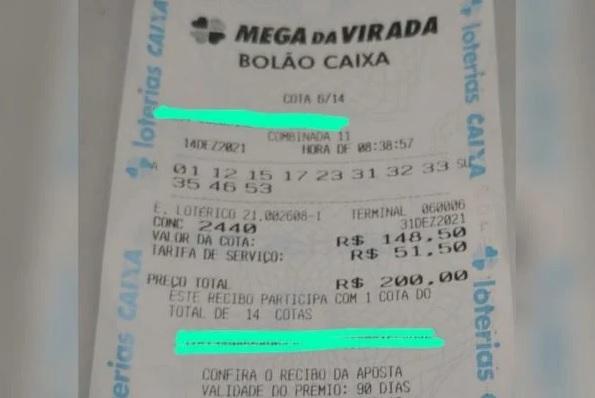 MEGA DA VIRADA
BOLÃO CAIXA
COTA 6/14
COMBINADA 11
14DEZ2021 HORA DE 08:38:57
A 01 12 15 17 23 31 32 33 SU
35 46 53
E. LOTÉRICO 21.002608-1 TERMINAL 060006
CONC 2440 31DEZ2021
VALOR DA COTA: R$ 148,50
TARIFA DE SERVIÇO: R$ 51,50
PREÇO TOTAL R$ 200,00
ESTE RECIBO PARTICIPA COM 1 COTA DO
TOTAL DE 14 COTAS
CONFIRA O RECIBO DA APOSTA
VALIDADE DO PREMIO: 90 DIAS
loterias CAIXA
loterias CAIXA
loterias CAIXA
loterias